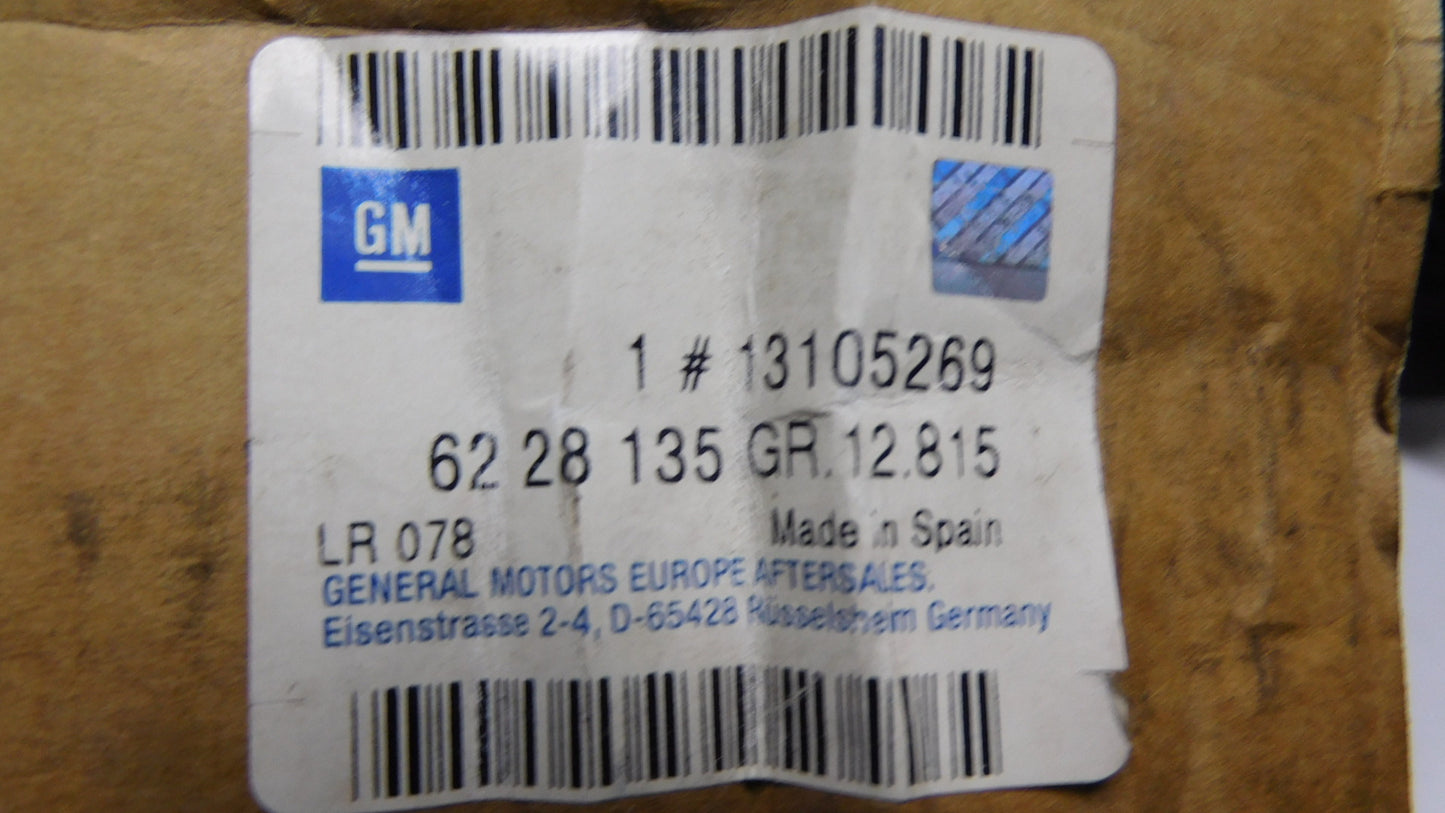 GM
1 # 13105269
62 28 135 GR. 12.815
LR 078 Made in Spain
GENERAL MOTORS EUROPE AFTERSALES.
Eisenstrasse 2-4, D-65428 Rüsselsheim Germany